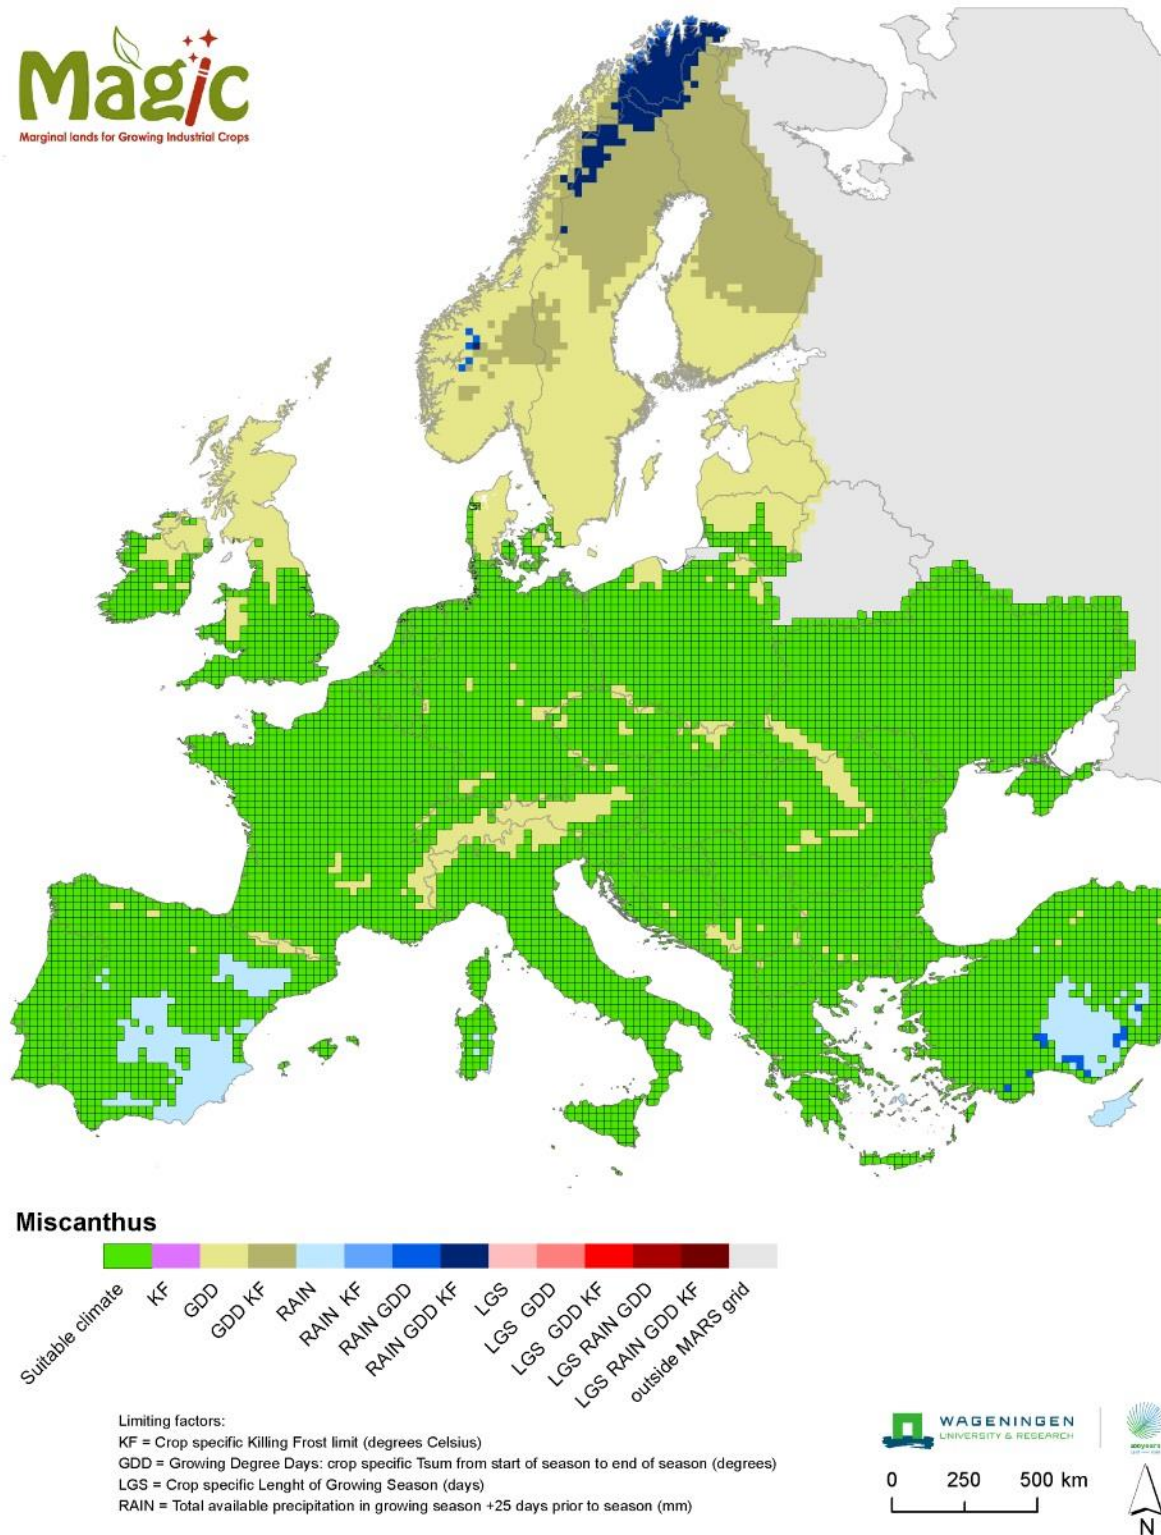 Magic
Marginal lands for Growing Industrial Crops
Miscanthus
Suitable climate
KF
GDD
GDD KF
RAIN
RAIN KF
RAIN GDD
RAIN GDD KF
LGS
LGS GDD
LGS GDD KF
LGS RAIN GDD
LGS RAIN GDD KF
outside MARS grid
Limiting factors:
KF = Crop specific Killing Frost limit (degrees Celsius)
GDD = Growing Degree Days: crop specific Tsum from start of season to end of season (degrees)
LGS = Crop specific Lenght of Growing Season (days)
RAIN = Total available precipitation in growing season +25 days prior to season (mm)
WAGENINGEN
UNIVERSITY & RESEARCH
0 250 500 km
N